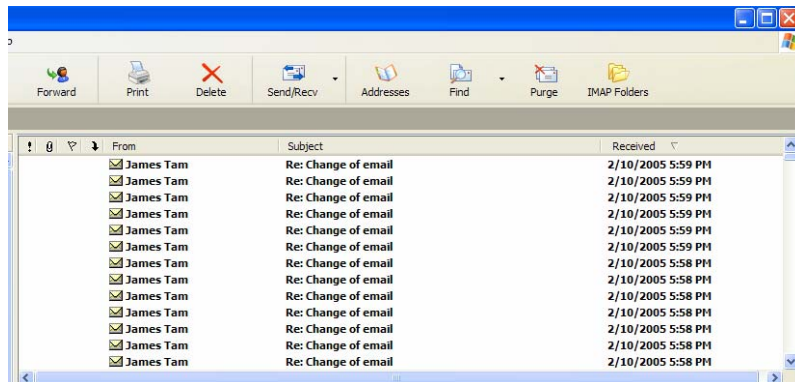 Forward Print Delete Send/Recv Addresses Find Purge IMAP Folders
! From Subject Received
James Tam Re: Change of email 2/10/2005 5:59 PM
James Tam Re: Change of email 2/10/2005 5:59 PM
James Tam Re: Change of email 2/10/2005 5:59 PM
James Tam Re: Change of email 2/10/2005 5:59 PM
James Tam Re: Change of email 2/10/2005 5:59 PM
James Tam Re: Change of email 2/10/2005 5:59 PM
James Tam Re: Change of email 2/10/2005 5:58 PM
James Tam Re: Change of email 2/10/2005 5:58 PM
James Tam Re: Change of email 2/10/2005 5:58 PM
James Tam Re: Change of email 2/10/2005 5:58 PM
James Tam Re: Change of email 2/10/2005 5:58 PM
James Tam Re: Change of email 2/10/2005 5:58 PM
James Tam Re: Change of email 2/10/2005 5:58 PM